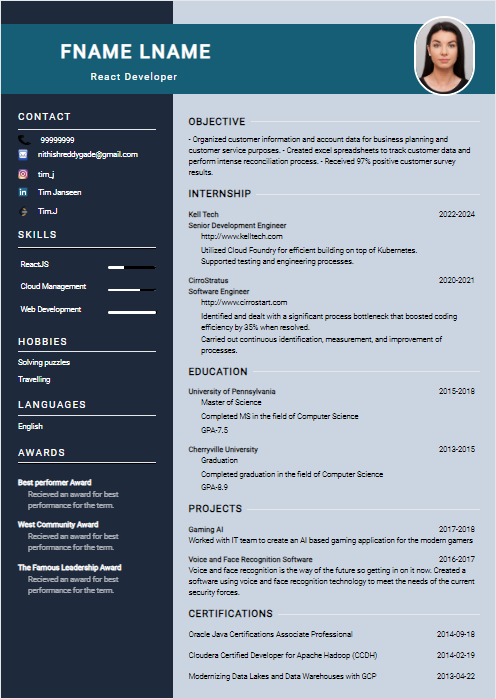 FNAME LNAME
React Developer
CONTACT
99999999
nithishreddygade@gmail.com
tim_j
Tim Janseen
Tim.J
SKILLS
ReactJS
Cloud Management
Web Development
HOBBIES
Solving puzzles
Travelling
LANGUAGES
English
AWARDS
Best performer Award
Recieved an award for best
performance for the term.
West Community Award
Recieved an award for best
performance for the term.
The Famous Leadership Award
Recieved an award for best
performance for the term.
OBJECTIVE
- Organized customer information and account data for business planning and
customer service purposes. - Created excel spreadsheets to track customer data and
perform intense reconciliation process. - Received 97% positive customer survey
results.
INTERNSHIP
Kell Tech 2022-2024
Senior Development Engineer
http://www.kelltech.com
Utilized Cloud Foundry for efficient building on top of Kubernetes.
Supported testing and engineering processes.
CirroStratus 2020-2021
Software Engineer
http://www.cirrostart.com
Identified and dealt with a significant process bottleneck that boosted coding
efficiency by 35% when resolved.
Carried out continuous identification, measurement, and improvement of
processes.
EDUCATION
University of Pennsylvania 2015-2018
Master of Science
Completed MS in the field of Computer Science
GPA-7.5
Cherryville University 2013-2015
Graduation
Completed graduation in the field of Computer Science
GPA-8.9
PROJECTS
Gaming AI 2017-2018
Worked with IT team to create an AI based gaming application for the modern gamers
Voice and Face Recognition Software 2016-2017
Voice and face recognition is the way of the future so getting in on it now. Created a
software using voice and face recognition technology to meet the needs of the current
security forces.
CERTIFICATIONS
Oracle Java Certifications Associate Professional 2014-09-18
Cloudera Certified Developer for Apache Hadoop (CCDH) 2014-02-19
Modernizing Data Lakes and Data Warehouses with GCP 2013-04-22